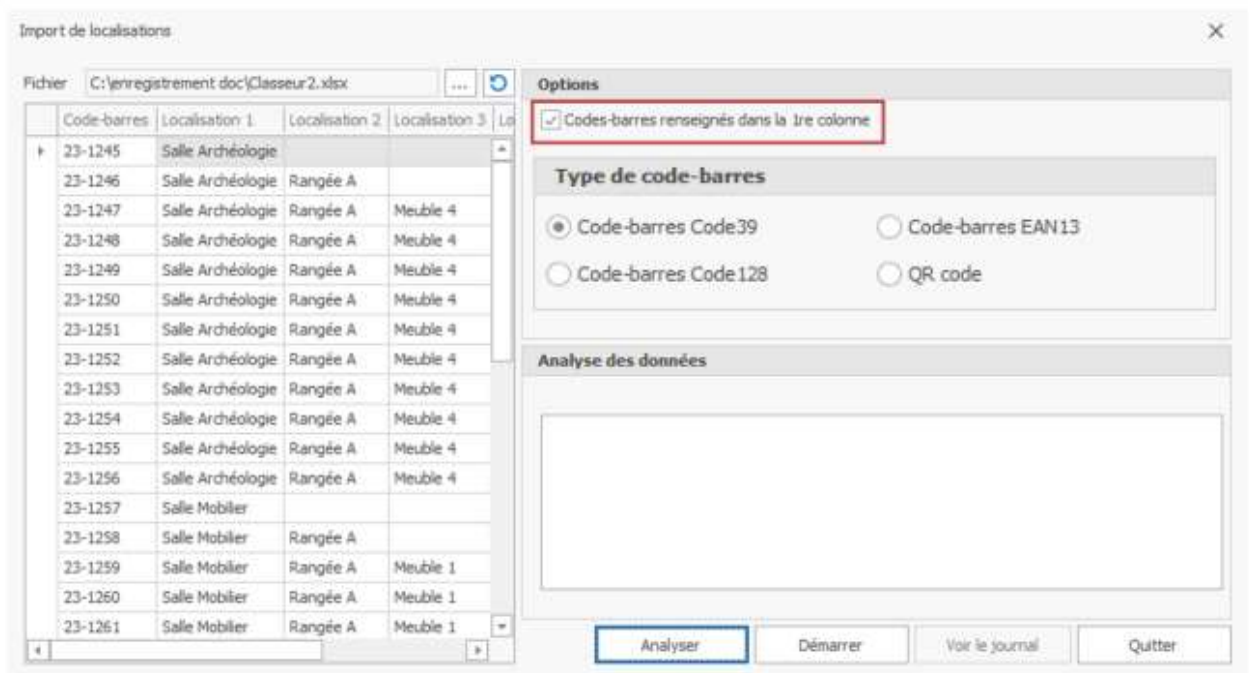 Import de localisations
Fichier C:\enregistrement doc\Classeur2.xlsx ...
Code-barres Localisation 1 Localisation 2 Localisation 3 Lo
23-1245 Salle Archéologie
23-1246 Salle Archéologie Rangée A
23-1247 Salle Archéologie Rangée A Meuble 4
23-1248 Salle Archéologie Rangée A Meuble 4
23-1249 Salle Archéologie Rangée A Meuble 4
23-1250 Salle Archéologie Rangée A Meuble 4
23-1251 Salle Archéologie Rangée A Meuble 4
23-1252 Salle Archéologie Rangée A Meuble 4
23-1253 Salle Archéologie Rangée A Meuble 4
23-1254 Salle Archéologie Rangée A Meuble 4
23-1255 Salle Archéologie Rangée A Meuble 4
23-1256 Salle Archéologie Rangée A Meuble 4
23-1257 Salle Mobilier
23-1258 Salle Mobilier Rangée A
23-1259 Salle Mobilier Rangée A Meuble 1
23-1260 Salle Mobilier Rangée A Meuble 1
23-1261 Salle Mobilier Rangée A Meuble 1
Options
Codes-barres renseignés dans la 1re colonne
Type de code-barres
Code-barres Code39 Code-barres EAN13
Code-barres Code128 QR code
Analyse des données
Analyser Démarrer Voir le journal Quitter